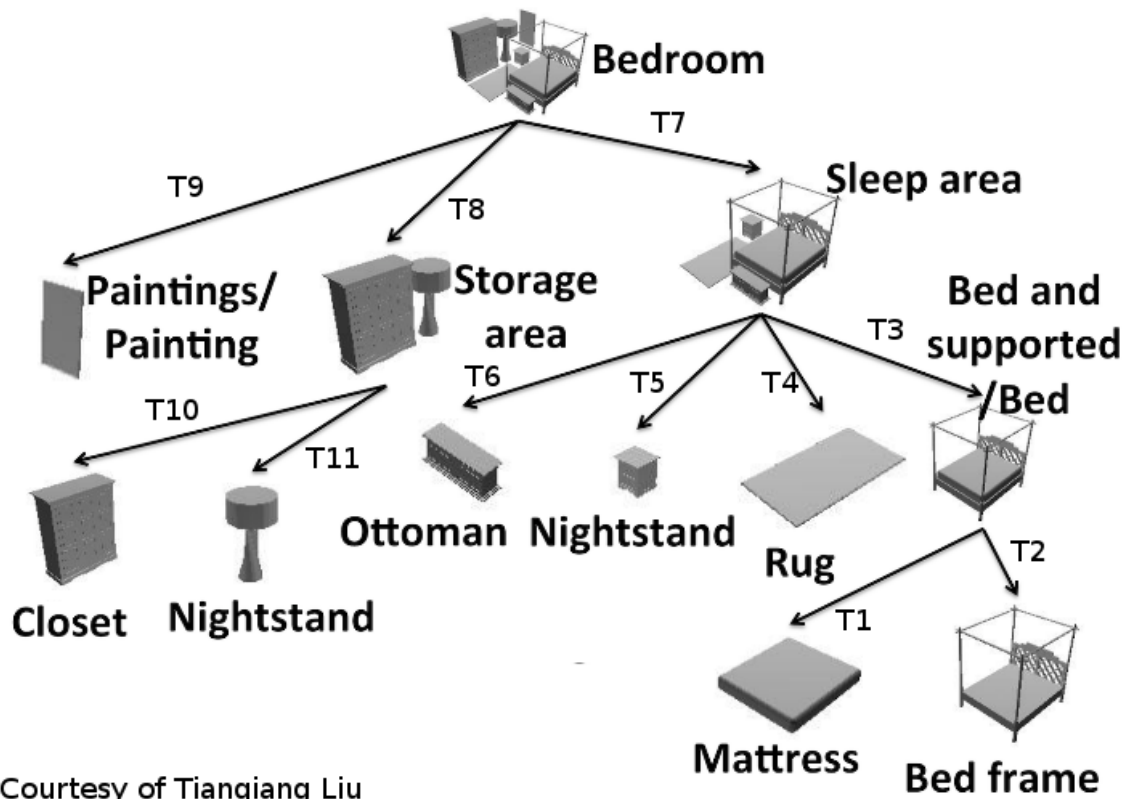 Bedroom
T7
Sleep area
T9
T8
Paintings/
Painting
Storage
area
Bed and
supported
/Bed
T3
T6
T5
T4
T10
T11
Ottoman
Nightstand
Rug
T2
Closet
Nightstand
T1
Mattress
Bed frame
Courtesy of Tianqiang Liu